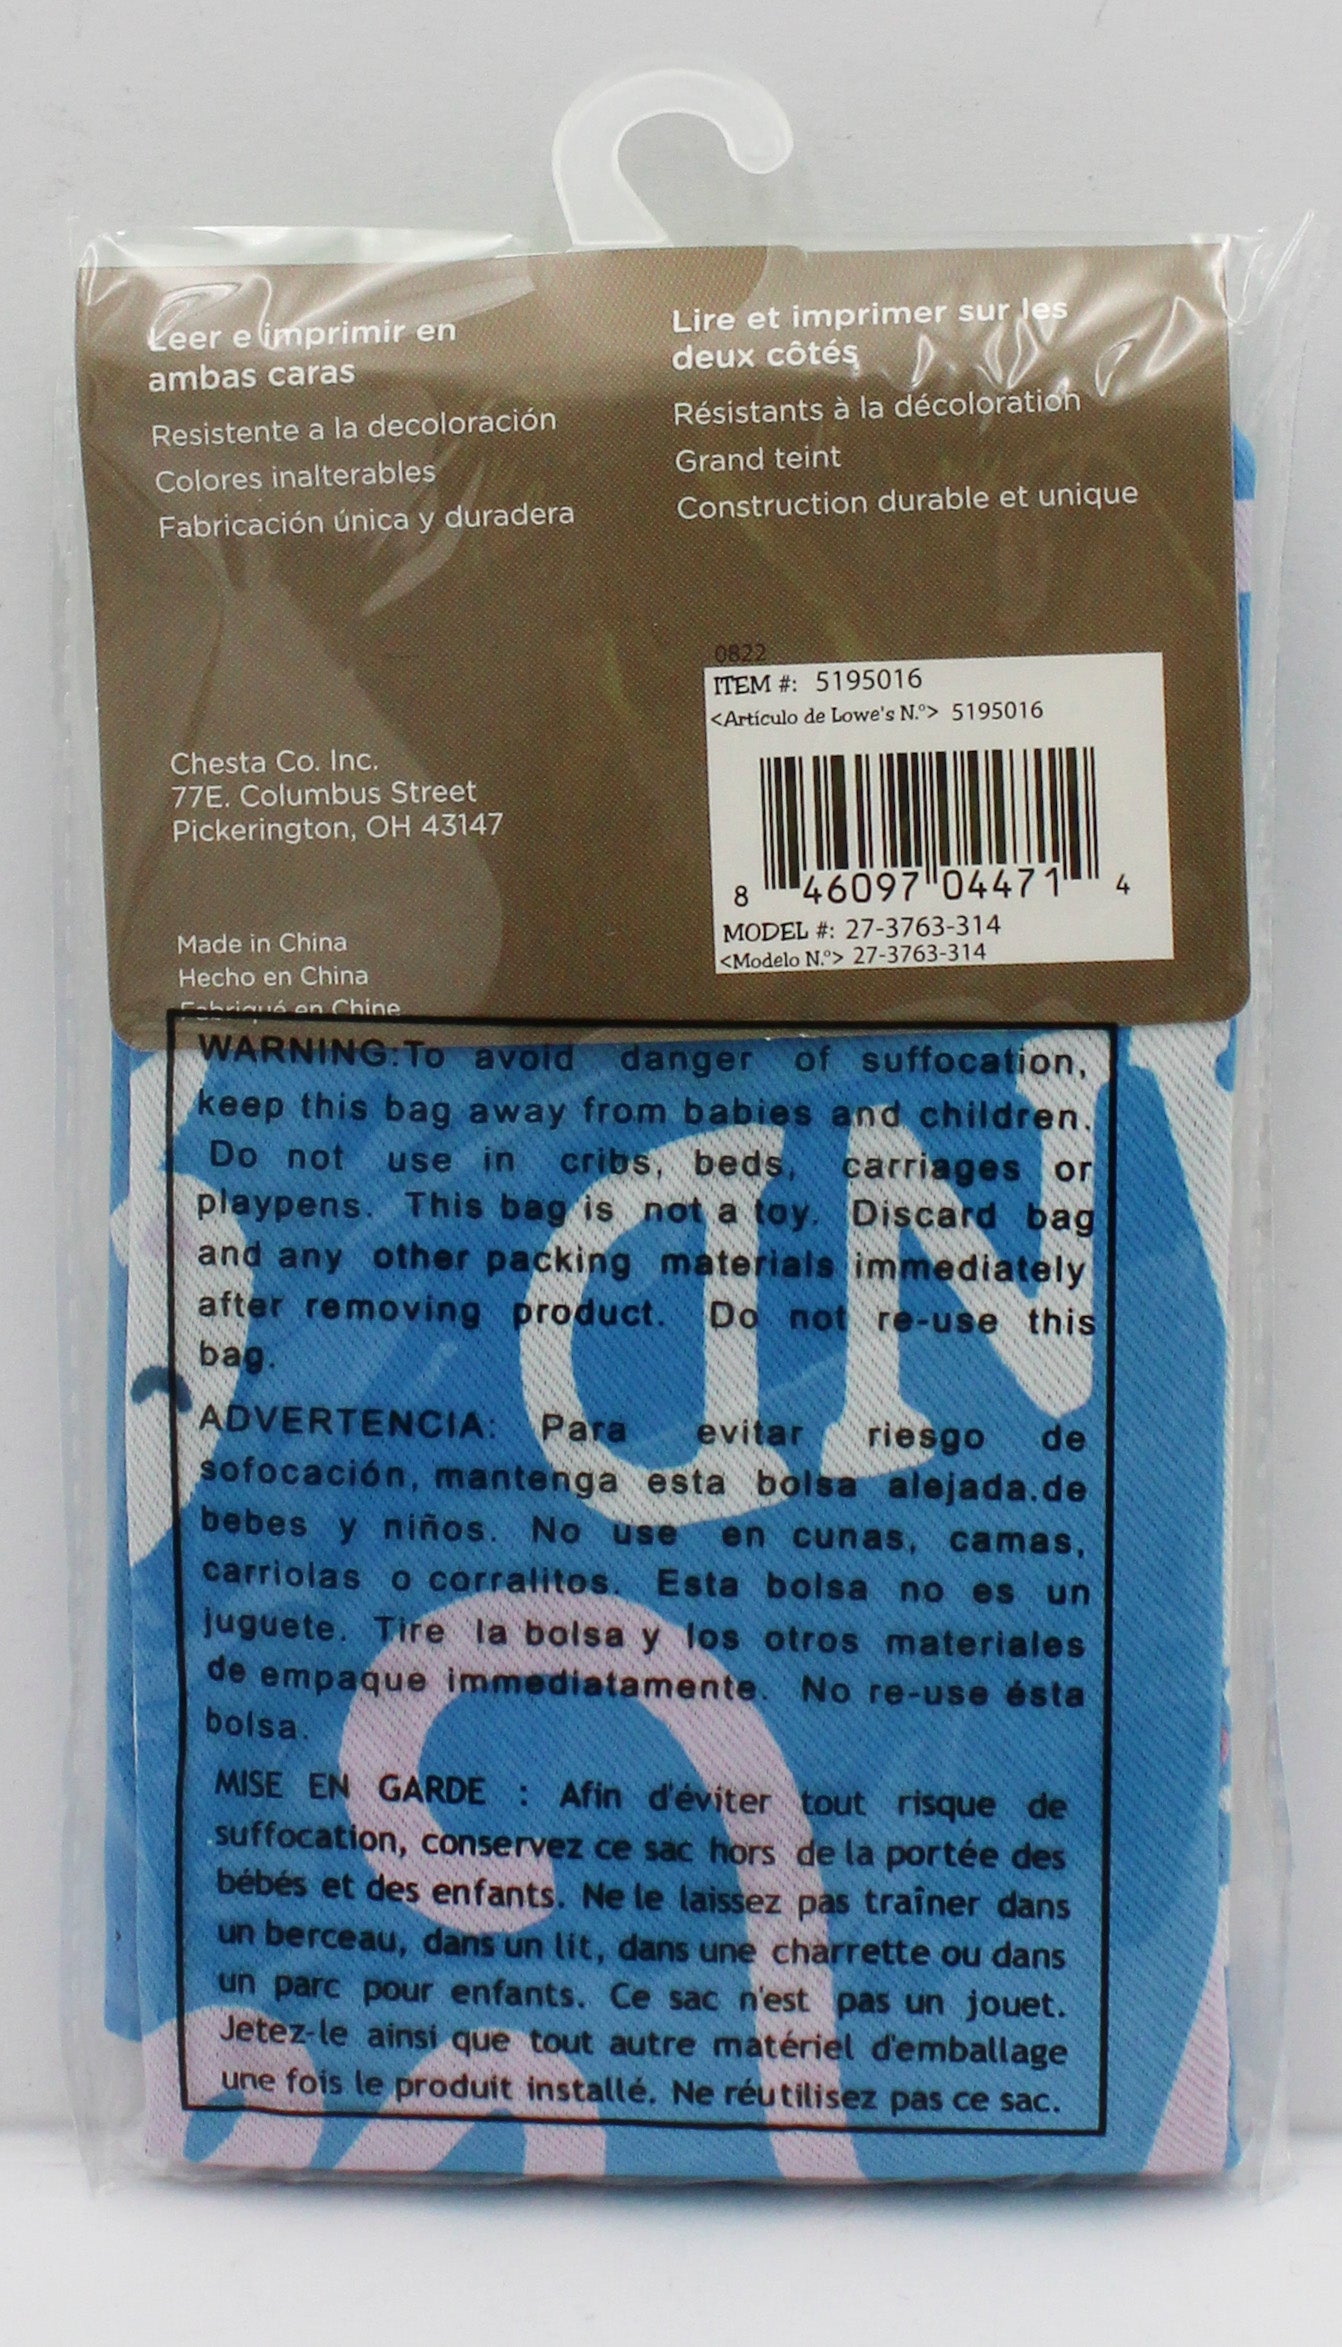 Leer e imprimir en
ambas caras
Resistente a la decoloración
Colores inalterables
Fabricación única y duradera
Lire et imprimer sur les
deux côtés
Résistants à la décoloration
Grand teint
Construction durable et unique
0822
ITEM #: 5195016
<Artículo de Lowe's N.º> 5195016
8 46097 04471 4
MODEL #: 27-3763-314
<Modelo N.º> 27-3763-314
Chesta Co. Inc.
77E. Columbus Street
Pickerington, OH 43147
Made in China
Hecho en China
Fabriqué en Chine
WARNING:To avoid danger of suffocation,
keep this bag away from babies and children.
Do not use in cribs, beds, carriages or
playpens. This bag is not a toy. Discard bag
and any other packing materials immediately
after removing product. Do not re-use this
bag.
ADVERTENCIA: Para evitar riesgo de
sofocación, mantenga esta bolsa alejada.de
bebes y niños. No use en cunas, camas,
carriolas o corralitos. Esta bolsa no es un
juguete. Tire la bolsa y los otros materiales
de empaque immediatamente. No re-use ésta
bolsa.
MISE EN GARDE : Afin d'éviter tout risque de
suffocation, conservez ce sac hors de la portée des
bébés et des enfants. Ne le laissez pas traîner dans
un berceau, dans un lit, dans une charrette ou dans
un parc pour enfants. Ce sac n'est pas un jouet.
Jetez-le ainsi que tout autre matériel d'emballage
une fois le produit installé. Ne réutilisez pas ce sac.